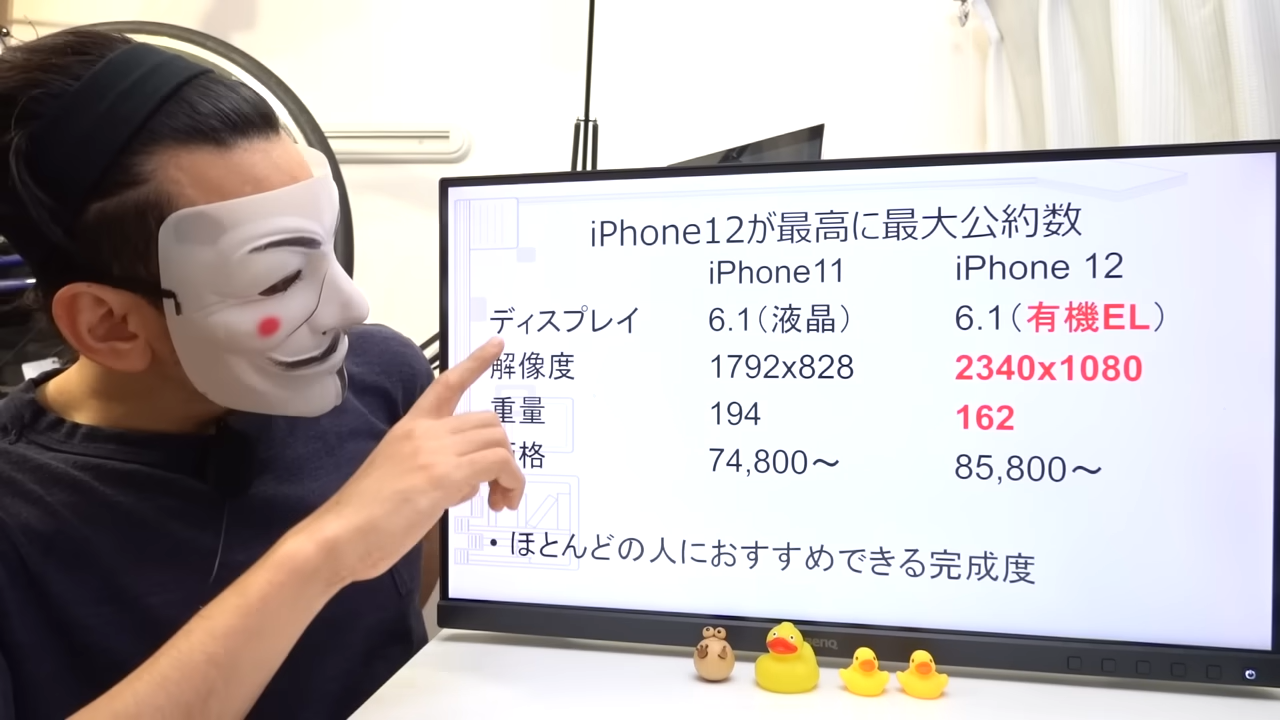 iPhone12が最高に最大公約数
iPhone11 iPhone 12
ディスプレイ 6.1（液晶） 6.1（有機EL）
解像度 1792x828 2340x1080
重量 194 162
格 74,800～ 85,800～
・ほとんどの人におすすめできる完成度